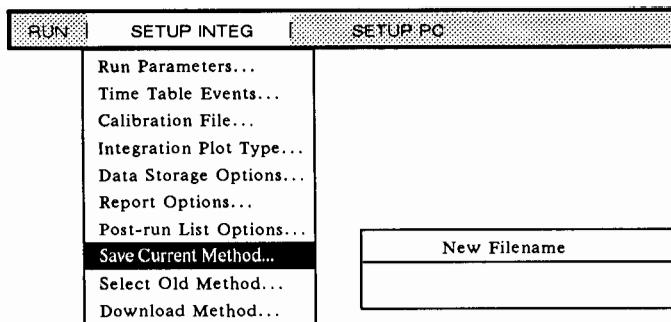 RUN SETUP INTEG SETUP PC
Run Parameters...
Time Table Events...
Calibration File...
Integration Plot Type...
Data Storage Options...
Report Options...
Post-run List Options...
Save Current Method...
Select Old Method...
Download Method...
New Filename